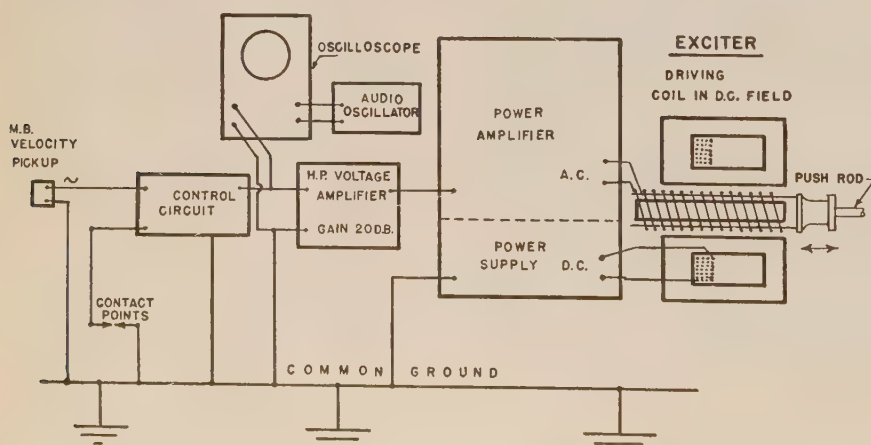 OSCILLOSCOPE
AUDIO
OSCILLATOR
M.B.
VELOCITY
PICKUP
~
CONTROL
CIRCUIT
H.P. VOLTAGE
AMPLIFIER
GAIN 20 D.B.
POWER
AMPLIFIER
A.C.
POWER
SUPPLY
D.C.
EXCITER
DRIVING
COIL IN D.C. FIELD
PUSH ROD
CONTACT
POINTS
COMMON GROUND